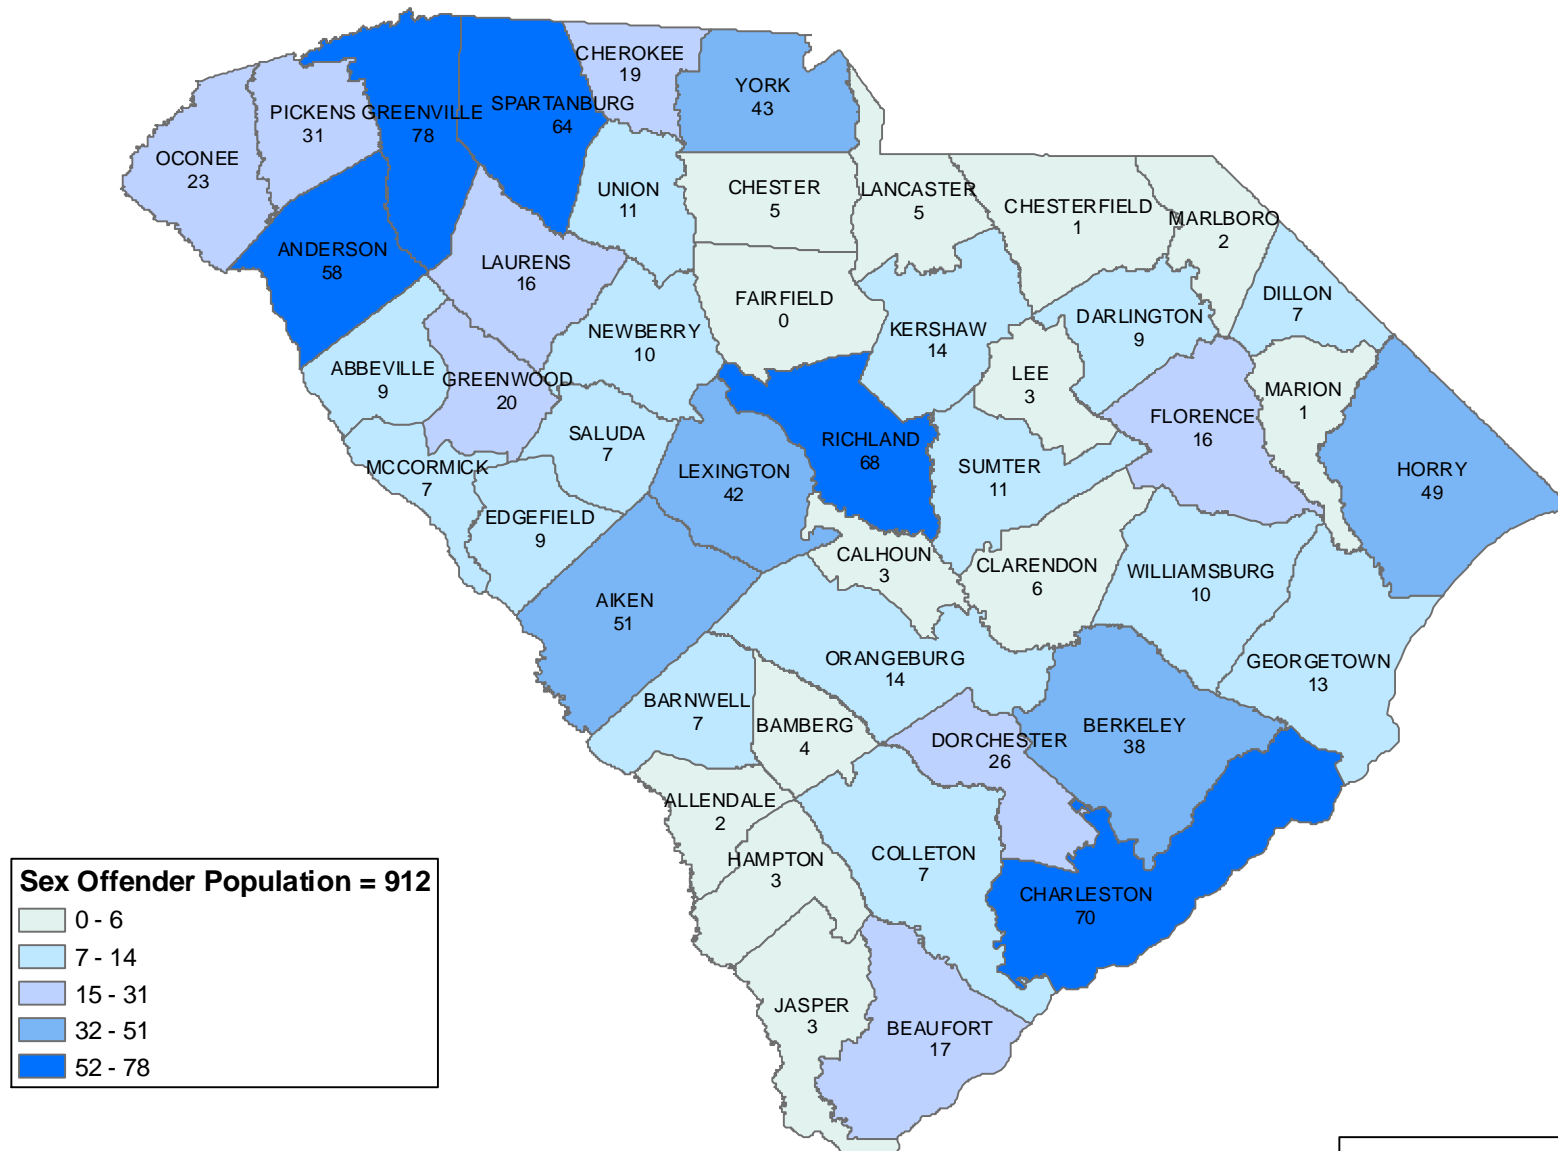 CHEROKEE
19
YORK
43
SPARTANBURG
64
PICKENS
31
GREENVILLE
78
OCONEE
23
UNION
11
CHESTER
5
LANCASTER
5
CHESTERFIELD
1
MARLBORO
2
ANDERSON
58
LAURENS
16
FAIRFIELD
0
DILLON
7
NEWBERRY
10
KERSHAW
14
DARLINGTON
9
ABBEVILLE
9
GREENWOOD
20
LEE
3
MARION
1
FLORENCE
16
SALUDA
7
RICHLAND
68
MCCORMICK
7
LEXINGTON
42
SUMTER
11
HORRY
49
EDGEFIELD
9
CALHOUN
3
CLARENDON
6
WILLIAMSBURG
10
AIKEN
51
ORANGEBURG
14
GEORGETOWN
13
BARNWELL
7
BAMBERG
4
DORCHESTER
26
BERKELEY
38
ALLENDALE
2
HAMPTON
3
COLLETON
7
CHARLESTON
70
JASPER
3
BEAUFORT
17
Sex Offender Population = 912
0 - 6
7 - 14
15 - 31
32 - 51
52 - 78